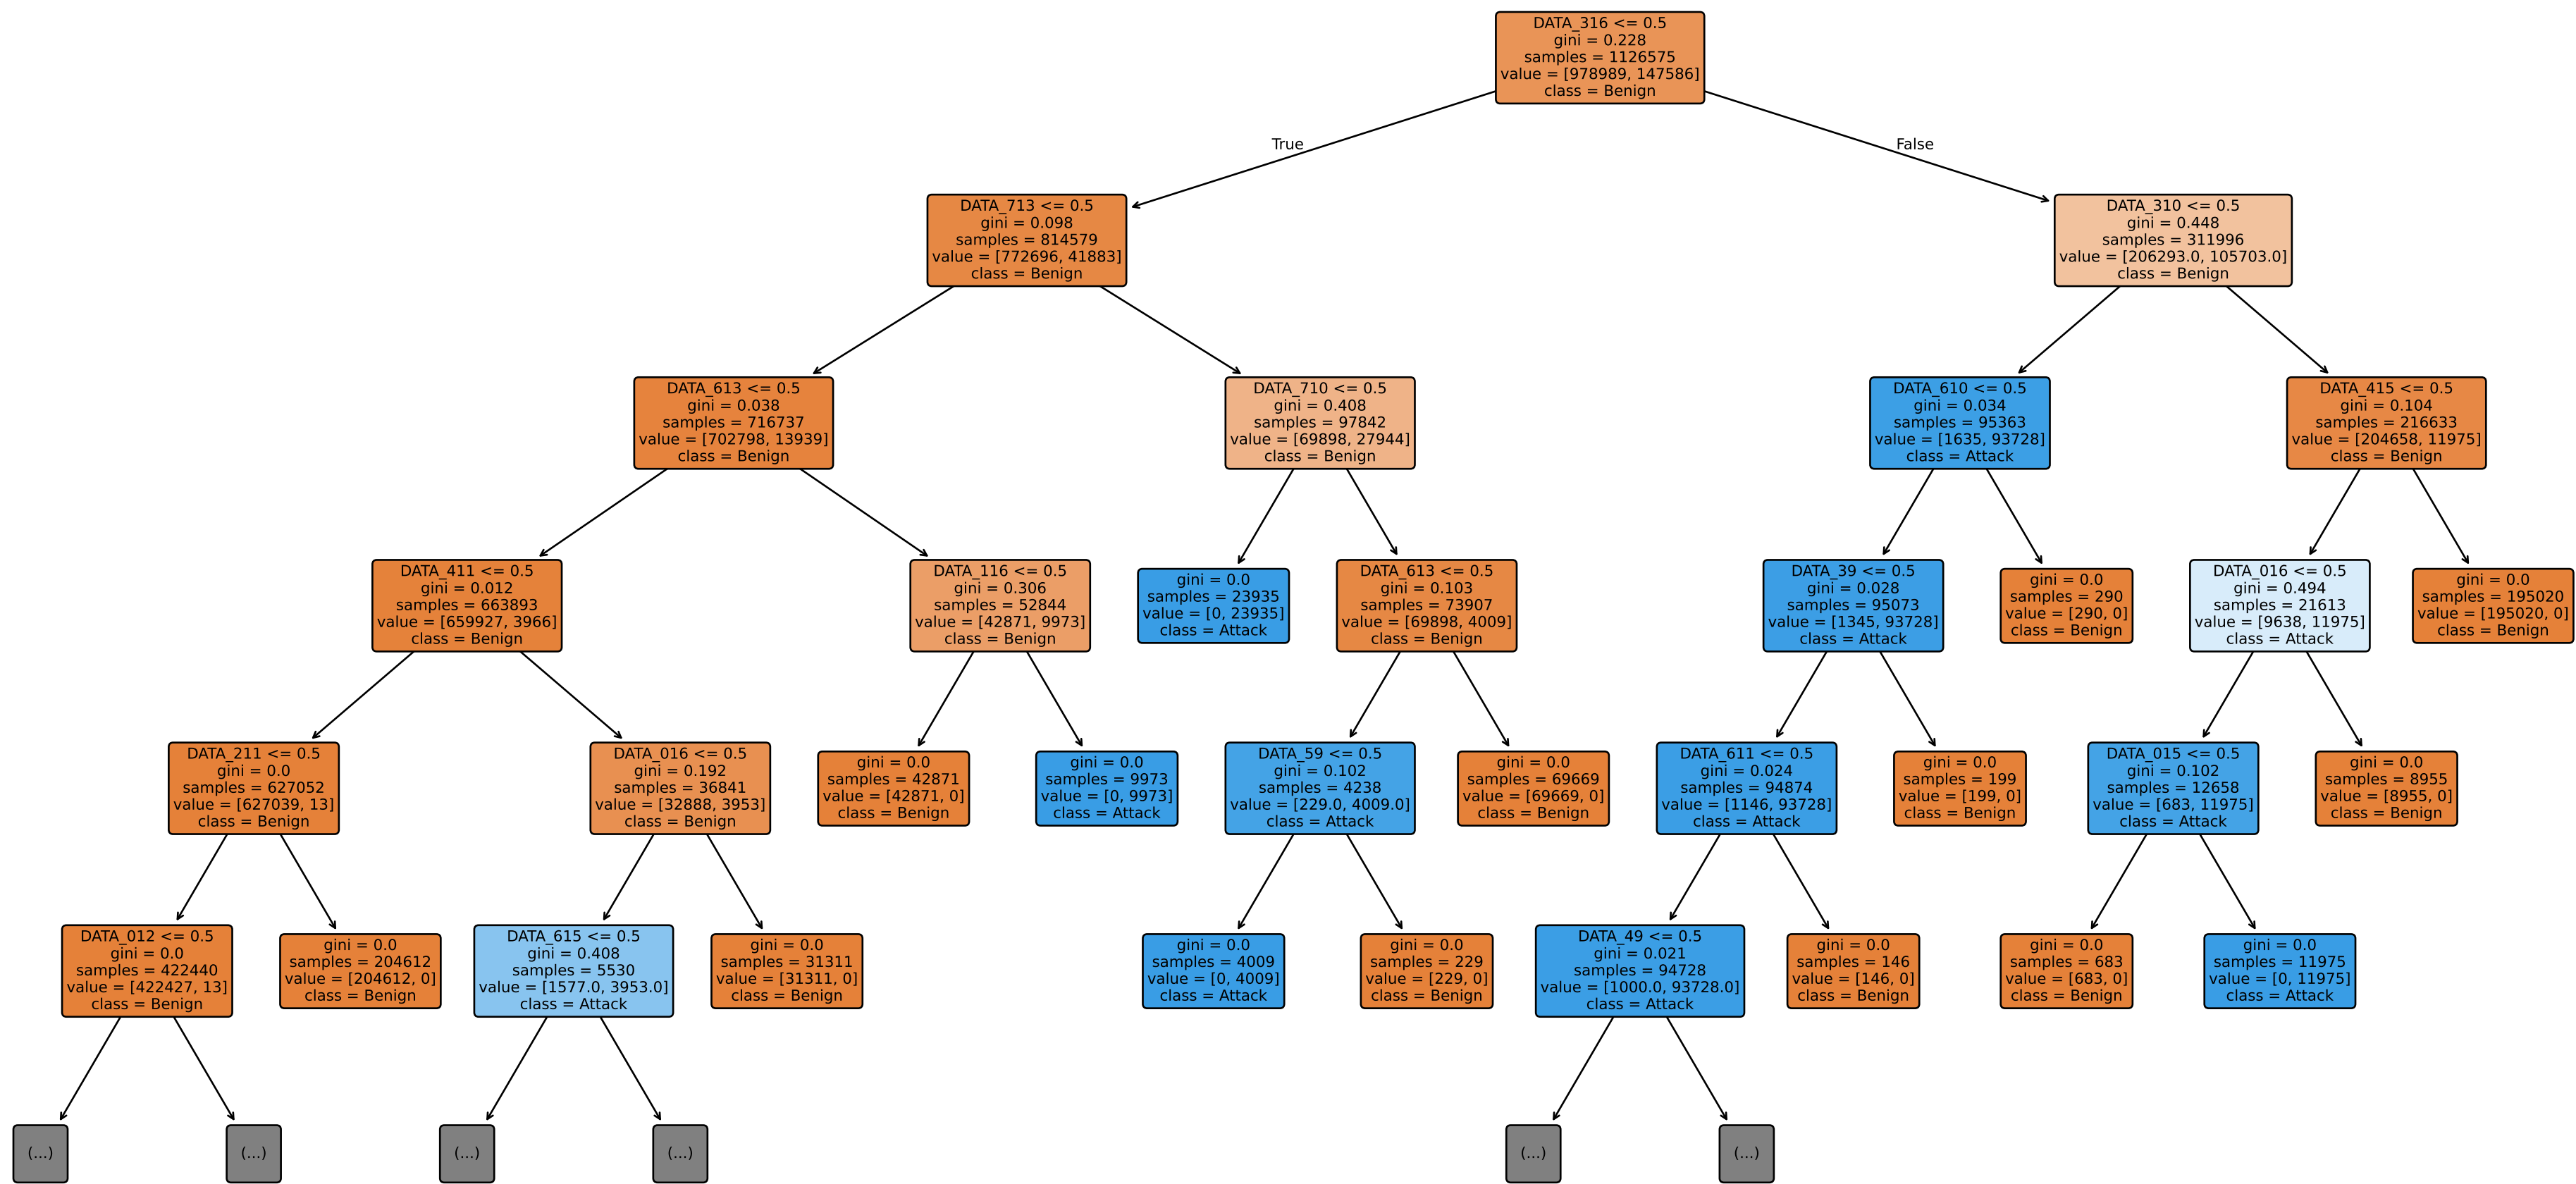 DATA_316 <= 0.5
gini = 0.228
samples = 1126575
value = [978989, 147586]
class = Benign
True
False
DATA_713 <= 0.5
gini = 0.098
samples = 814579
value = [772696, 41883]
class = Benign
DATA_310 <= 0.5
gini = 0.448
samples = 311996
value = [206293.0, 105703.0]
class = Benign
DATA_613 <= 0.5
gini = 0.038
samples = 716737
value = [702798, 13939]
class = Benign
DATA_710 <= 0.5
gini = 0.408
samples = 97842
value = [69898, 27944]
class = Benign
DATA_610 <= 0.5
gini = 0.034
samples = 95363
value = [1635, 93728]
class = Attack
DATA_415 <= 0.5
gini = 0.104
samples = 216633
value = [204658, 11975]
class = Benign
DATA_411 <= 0.5
gini = 0.012
samples = 663893
value = [659927, 3966]
class = Benign
DATA_116 <= 0.5
gini = 0.306
samples = 52844
value = [42871, 9973]
class = Benign
gini = 0.0
samples = 23935
value = [0, 23935]
class = Attack
DATA_613 <= 0.5
gini = 0.103
samples = 73907
value = [69898, 4009]
class = Benign
DATA_39 <= 0.5
gini = 0.028
samples = 95073
value = [1345, 93728]
class = Attack
gini = 0.0
samples = 290
value = [290, 0]
class = Benign
DATA_016 <= 0.5
gini = 0.494
samples = 21613
value = [9638, 11975]
class = Attack
gini = 0.0
samples = 195020
value = [195020, 0]
class = Benign
DATA_211 <= 0.5
gini = 0.0
samples = 627052
value = [627039, 13]
class = Benign
DATA_016 <= 0.5
gini = 0.192
samples = 36841
value = [32888, 3953]
class = Benign
gini = 0.0
samples = 42871
value = [42871, 0]
class = Benign
gini = 0.0
samples = 9973
value = [0, 9973]
class = Attack
DATA_59 <= 0.5
gini = 0.102
samples = 4238
value = [229.0, 4009.0]
class = Attack
gini = 0.0
samples = 69669
value = [69669, 0]
class = Benign
DATA_611 <= 0.5
gini = 0.024
samples = 94874
value = [1146, 93728]
class = Attack
gini = 0.0
samples = 199
value = [199, 0]
class = Benign
DATA_015 <= 0.5
gini = 0.102
samples = 12658
value = [683, 11975]
class = Attack
gini = 0.0
samples = 8955
value = [8955, 0]
class = Benign
DATA_012 <= 0.5
gini = 0.0
samples = 422440
value = [422427, 13]
class = Benign
gini = 0.0
samples = 204612
value = [204612, 0]
class = Benign
DATA_615 <= 0.5
gini = 0.408
samples = 5530
value = [1577.0, 3953.0]
class = Attack
gini = 0.0
samples = 31311
value = [31311, 0]
class = Benign
gini = 0.0
samples = 4009
value = [0, 4009]
class = Attack
gini = 0.0
samples = 229
value = [229, 0]
class = Benign
DATA_49 <= 0.5
gini = 0.021
samples = 94728
value = [1000.0, 93728.0]
class = Attack
gini = 0.0
samples = 146
value = [146, 0]
class = Benign
gini = 0.0
samples = 683
value = [683, 0]
class = Benign
gini = 0.0
samples = 11975
value = [0, 11975]
class = Attack
(...)
(...)
(...)
(...)
(...)
(...)